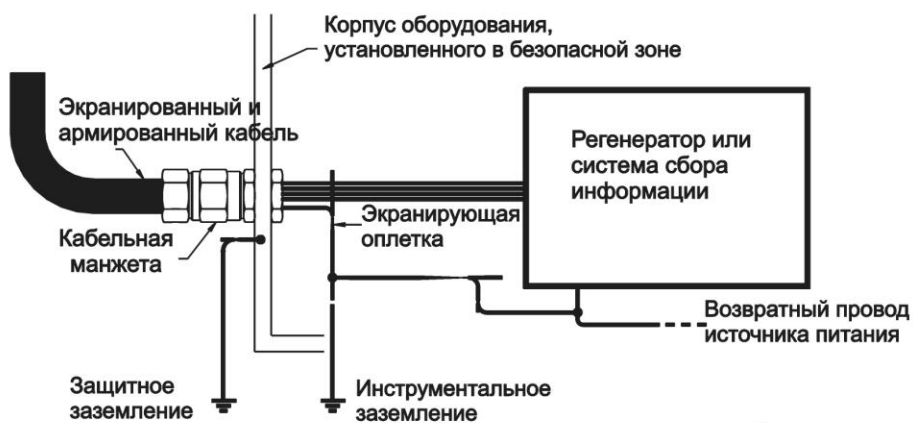 Корпус оборудования,
установленного в безопасной зоне
Экранированный и
армированный кабель
Регенератор или
система сбора
информации
Экранирующая
оплетка
Кабельная
манжета
Возвратный провод
источника питания
Защитное
заземление
Инструментальное
заземление